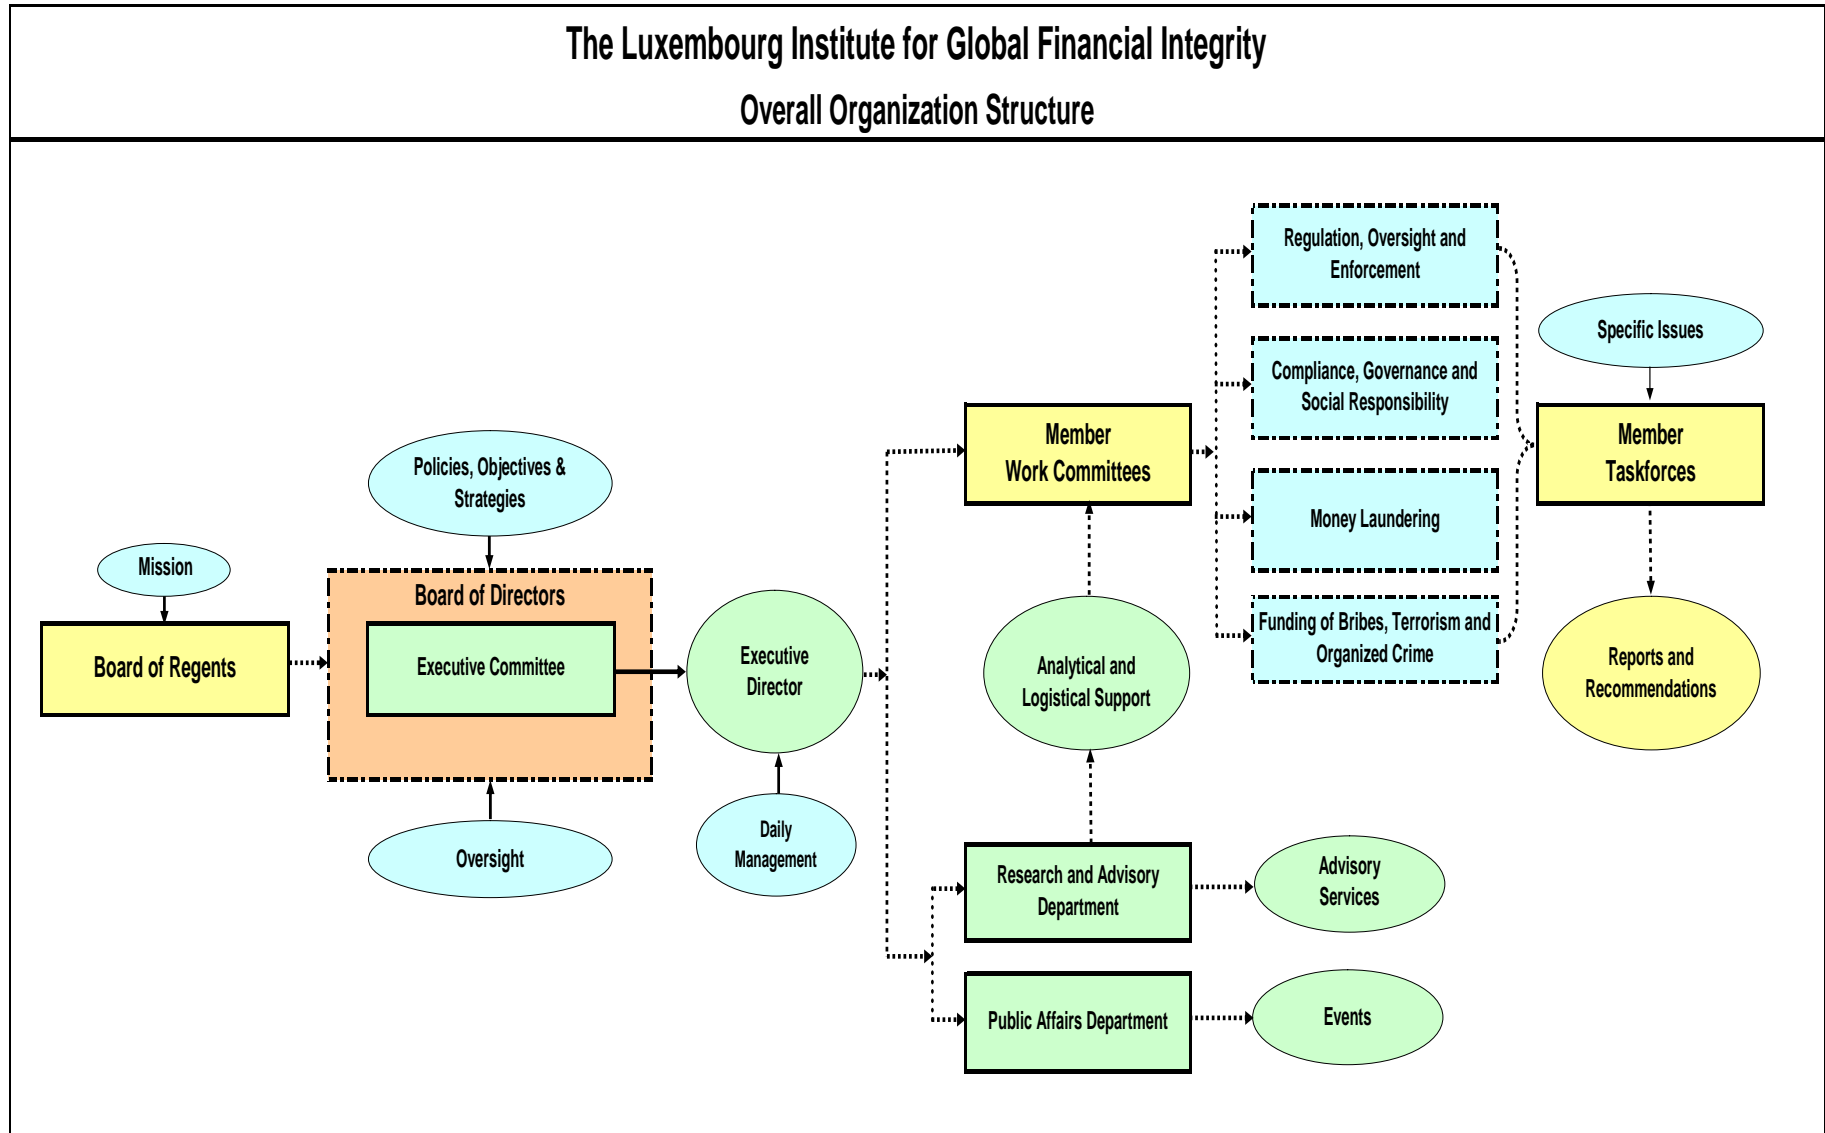 The Luxembourg Institute for Global Financial Integrity
Overall Organization Structure
Mission
Board of Regents
Policies, Objectives &
Strategies
Board of Directors
Executive Committee
Oversight
Executive
Director
Daily
Management
Member
Work Committees
Analytical and
Logistical Support
Research and Advisory
Department
Public Affairs Department
Advisory
Services
Events
Regulation, Oversight and
Enforcement
Compliance, Governance and
Social Responsibility
Money Laundering
Funding of Bribes, Terrorism and
Organized Crime
Specific Issues
Member
Taskforces
Reports and
Recommendations